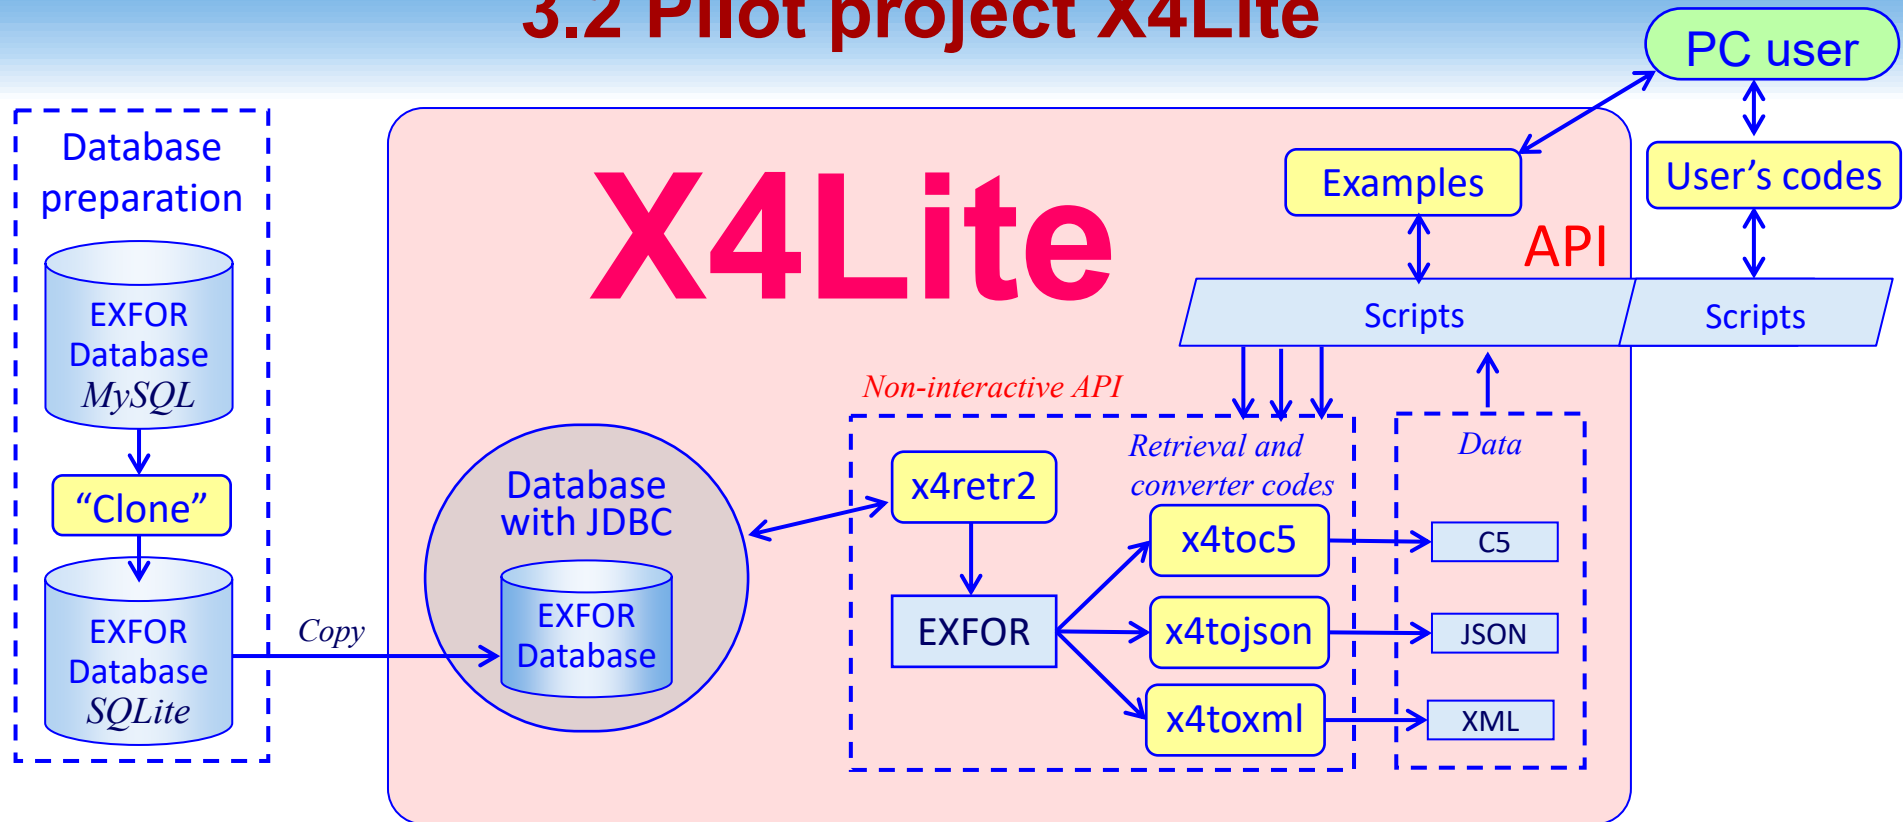 3.2 Pilot project X4Lite
PC user
Database
preparation
EXFOR
Database
MySQL
“Clone”
EXFOR
Database
SQLite
Copy
X4Lite
Examples
User’s codes
API
Scripts
Scripts
Non-interactive API
Database
with JDBC
EXFOR
Database
x4retr2
EXFOR
Retrieval and
converter codes
x4toc5
x4tojson
x4toxml
Data
C5
JSON
XML